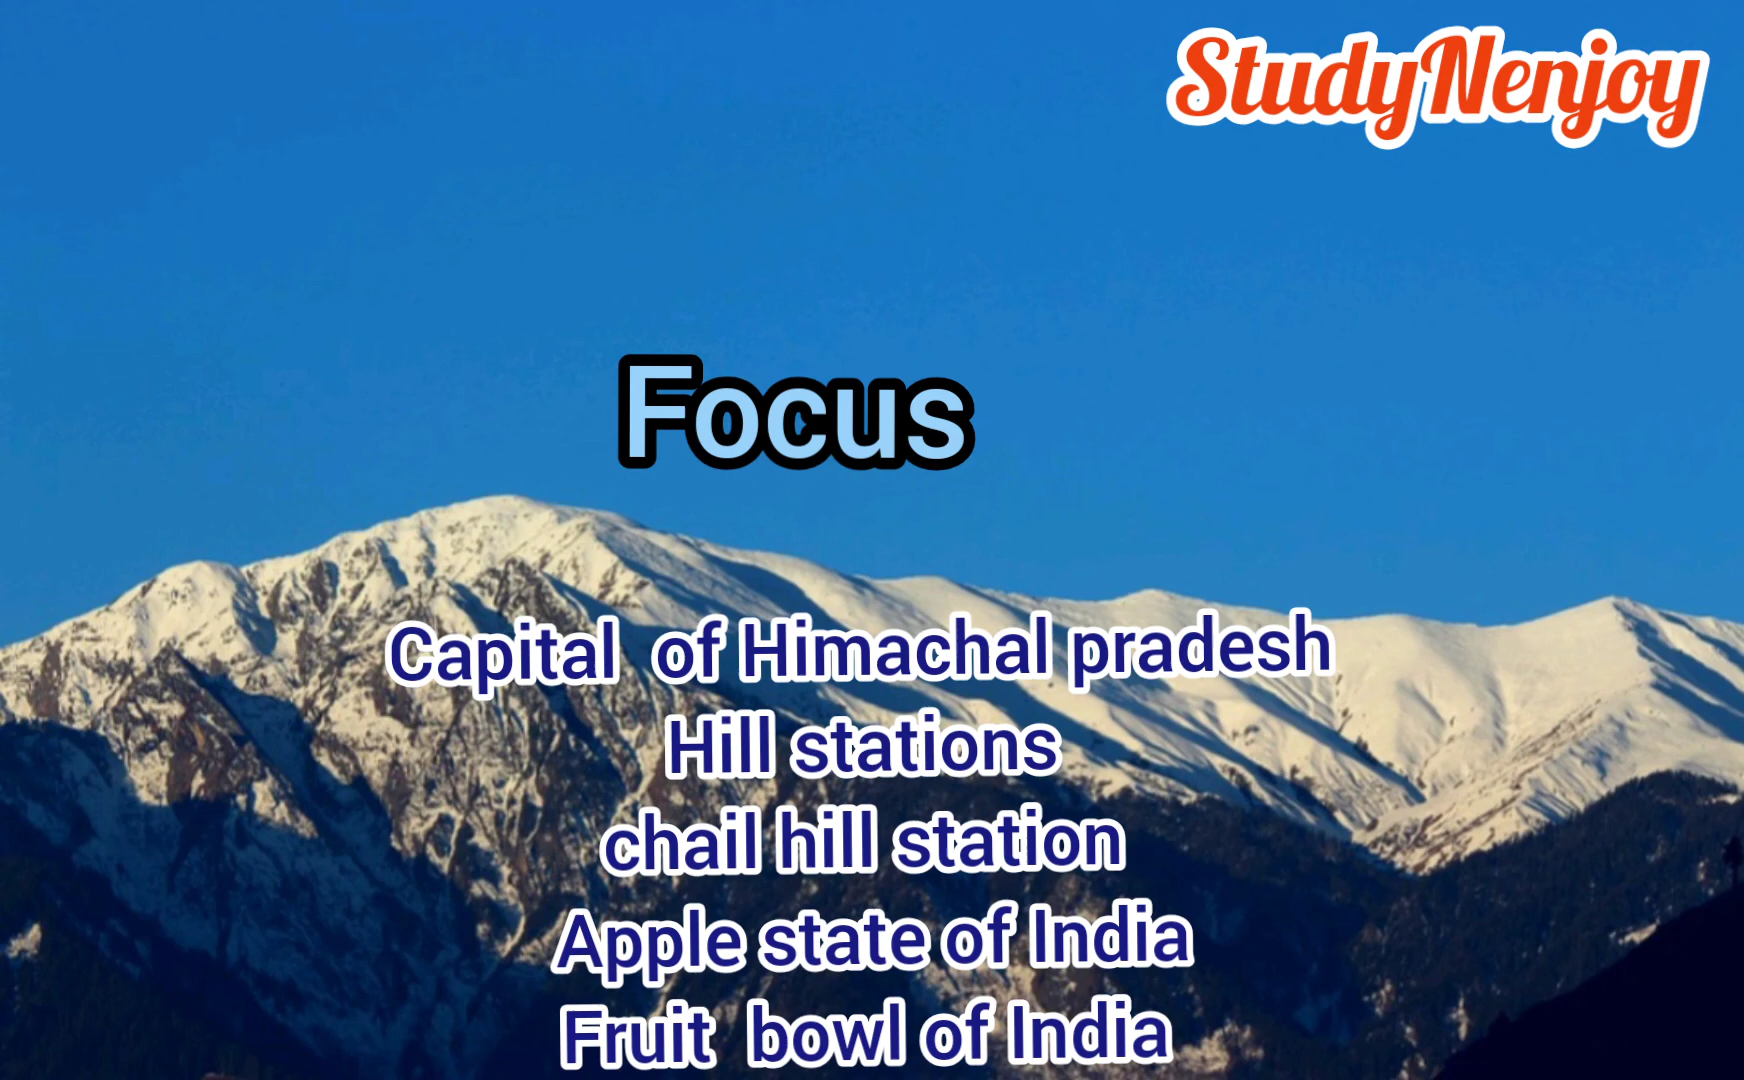 StudyNenjoy
Focus
Capital of Himachal pradesh
Hill stations
chail hill station
Apple state of India
Fruit bowl of India